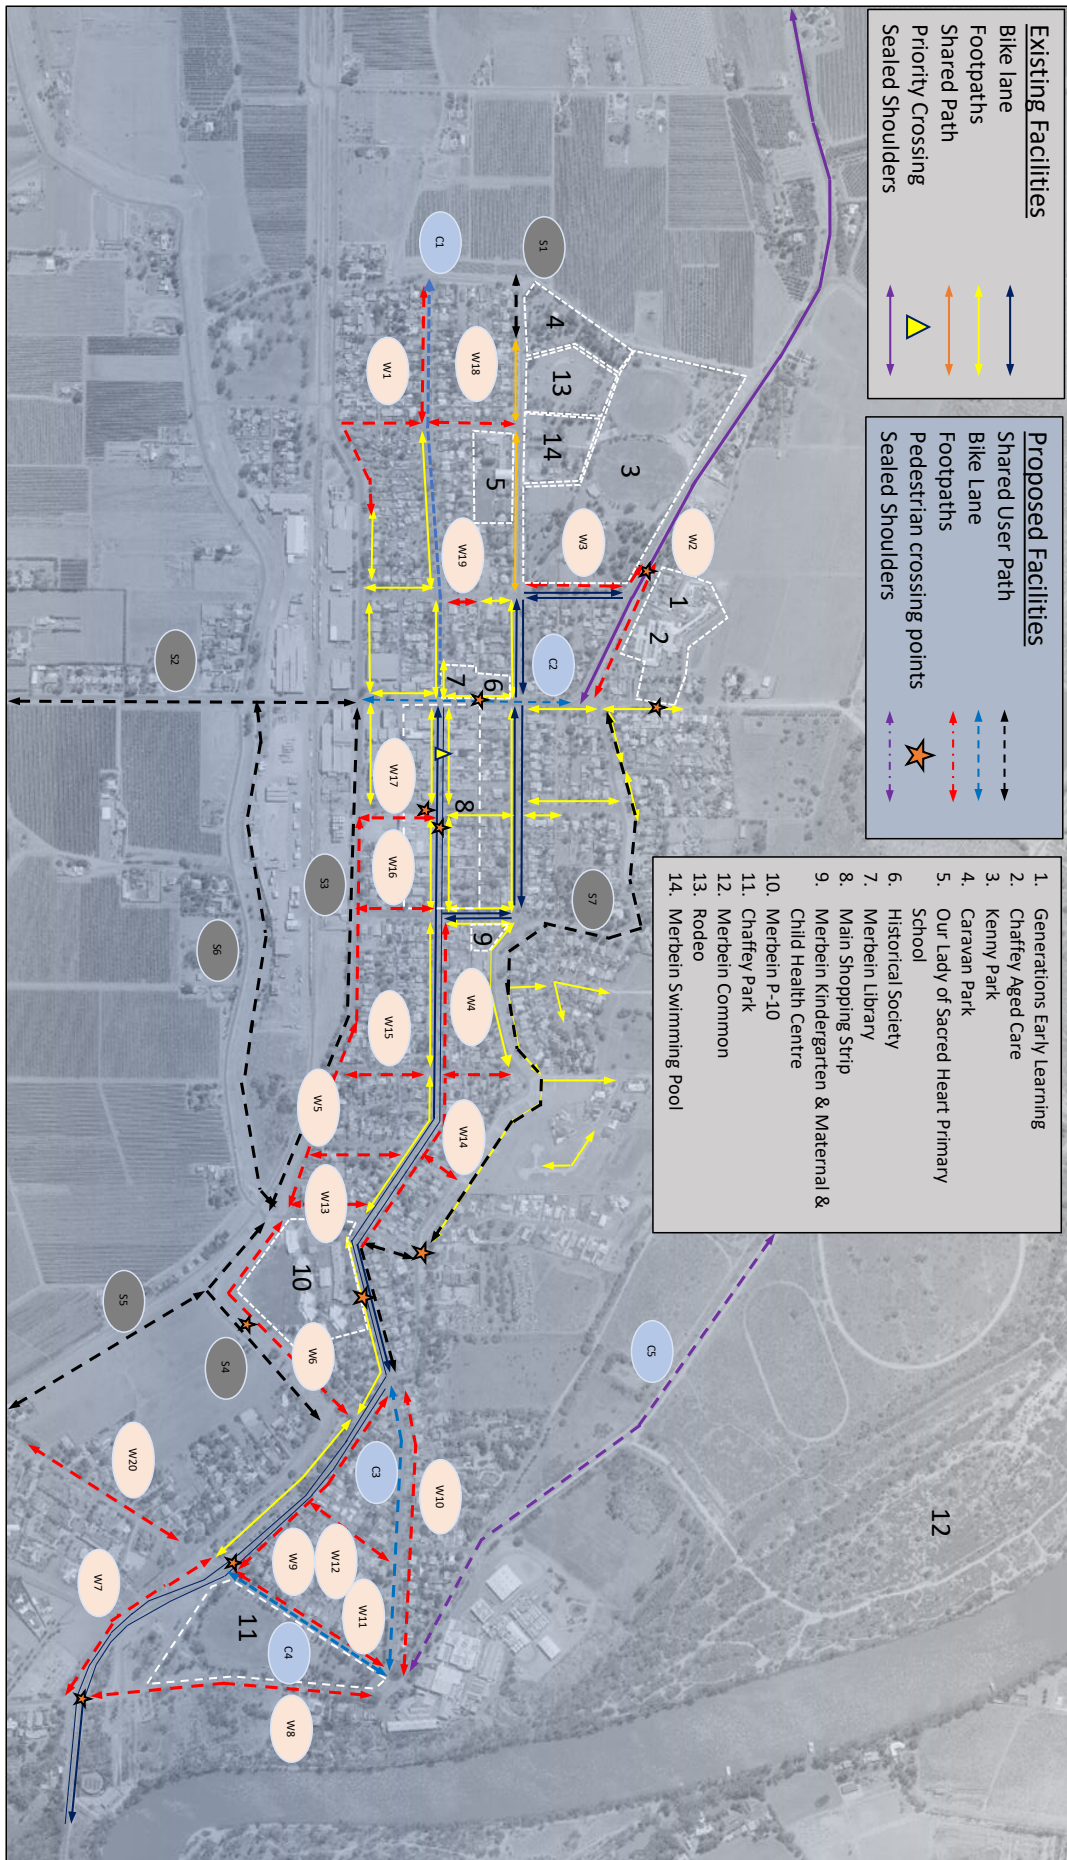 Existing Facilities
Bike lane
Footpaths
Shared Path
Priority Crossing
Sealed Shoulders
Proposed Facilities
Shared User Path
Bike Lane
Footpaths
Pedestrian crossing points
Sealed Shoulders
1. Generations Early Learning
2. Chaffey Aged Care
3. Kenny Park
4. Caravan Park
5. Our Lady of Sacred Heart Primary
School
6. Historical Society
7. Merbein Library
8. Main Shopping Strip
9. Merbein Kindergarten & Maternal &
Child Health Centre
10. Merbein P-10
11. Chaffey Park
12. Merbein Common
13. Rodeo
14. Merbein Swimming Pool
C1
S1
W1
W18
4
13
14
3
5
W19
W3
W2
1
2
C2
6
7
S2
W17
8
W16
S3
S6
S7
9
W4
W15
W5
W14
W13
10
S5
S4
W6
C5
C3
W10
W20
W7
W9
W12
W11
11
C4
W8
12